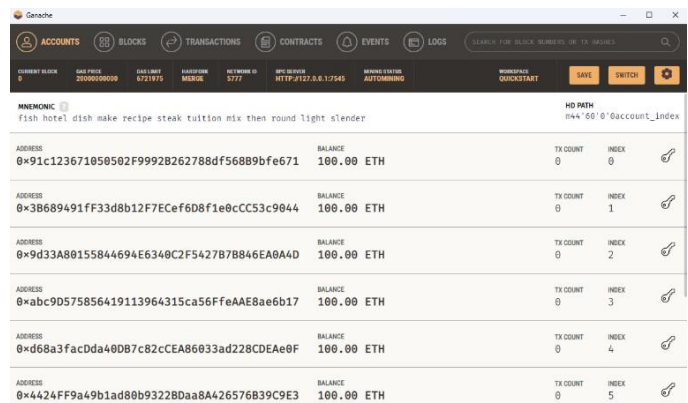 Ganache
ACCOUNTS BLOCKS TRANSACTIONS CONTRACTS EVENTS LOGS SEARCH FOR BLOCK NUMBERS OR TX HASHES
CURRENT BLOCK GAS PRICE GAS LIMIT HARDFORK NETWORK ID RPC SERVER MINING STATUS WORKSPACE SAVE SWITCH
0 20000000000 6721975 MERGE 5777 HTTP://127.0.0.1:7545 AUTOMINING QUICKSTART
MNEMONIC HD PATH
fish hotel dish make recipe steak tuition mix then round light slender m44'60'0'0account_index
ADDRESS BALANCE TX COUNT INDEX
0×91c123671050502F9992B262788df568B9bfe671 100.00 ETH 0 0
ADDRESS BALANCE TX COUNT INDEX
0×3B689491fF33d8b12F7ECef6D8f1e0cCC53c9044 100.00 ETH 0 1
ADDRESS BALANCE TX COUNT INDEX
0×9d33A80155844694E6340C2F5427B7B846EA0A4D 100.00 ETH 0 2
ADDRESS BALANCE TX COUNT INDEX
0×abc9D575856419113964315ca56FfeAAE8ae6b17 100.00 ETH 0 3
ADDRESS BALANCE TX COUNT INDEX
0×d68a3facDda40DB7c82cCEA86033ad228CDEAe0F 100.00 ETH 0 4
ADDRESS BALANCE TX COUNT INDEX
0×4424FF9a49b1ad80b9322BDaa8A426576B39C9E3 100.00 ETH 0 5